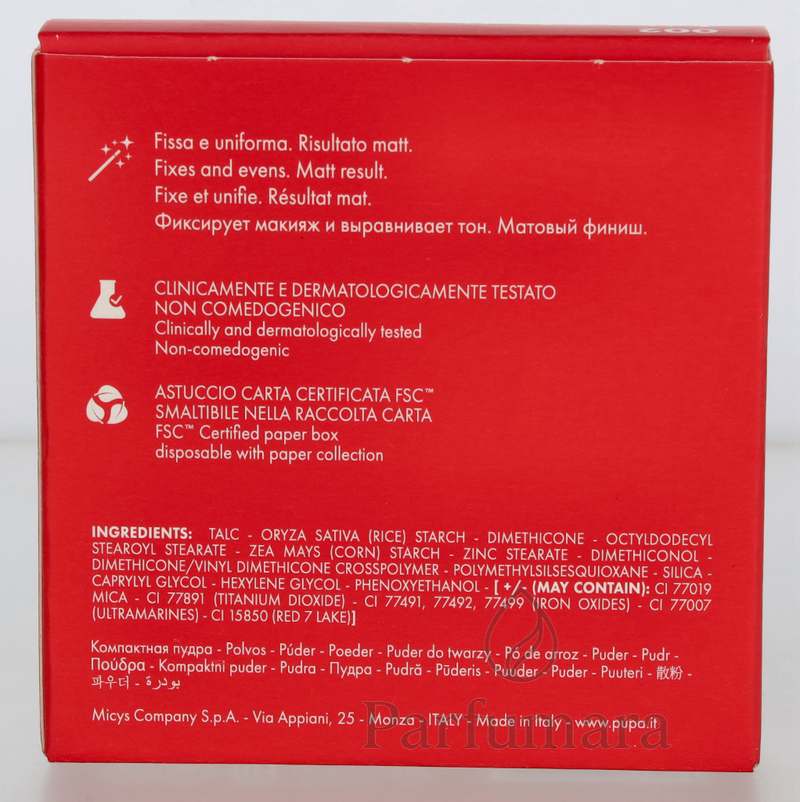 002
Fissa e uniforma. Risultato matt.
Fixes and evens. Matt result.
Fixe et unifie. Résultat mat.
Фиксирует макияж и выравнивает тон. Матовый финиш.
CLINICAMENTE E DERMATOLOGICAMENTE TESTATO
NON COMEDOGENICO
Clinically and dermatologically tested
Non-comedogenic
ASTUCCIO CARTA CERTIFICATA FSC™
SMALTIBILE NELLA RACCOLTA CARTA
FSC™ Certified paper box
disposable with paper collection
INGREDIENTS: TALC - ORYZA SATIVA (RICE) STARCH - DIMETHICONE - OCTYLDODECYL
STEAROYL STEARATE - ZEA MAYS (CORN) STARCH - ZINC STEARATE - DIMETHICONOL -
DIMETHICONE/VINYL DIMETHICONE CROSSPOLYMER - POLYMETHYLSILSESQUIOXANE - SILICA -
CAPRYLYL GLYCOL - HEXYLENE GLYCOL - PHENOXYETHANOL - [ +/- (MAY CONTAIN): CI 77019
MICA - CI 77891 (TITANIUM DIOXIDE) - CI 77491, 77492, 77499 (IRON OXIDES) - CI 77007
(ULTRAMARINES) - CI 15850 (RED 7 LAKE)]
Компактная пудра - Polvos - Púder - Poeder - Puder do twarzy - Pó de arroz - Puder - Pudr -
Πούδρα - Kompaktni puder - Pudra - Пудра - Pudră - Pūderis - Puuder - Puder - Puuteri - 散粉 -
파우더 - بودرة
Micys Company S.p.A. - Via Appiani, 25 - Monza - ITALY - Made in Italy - www.pupa.it
Parfumara